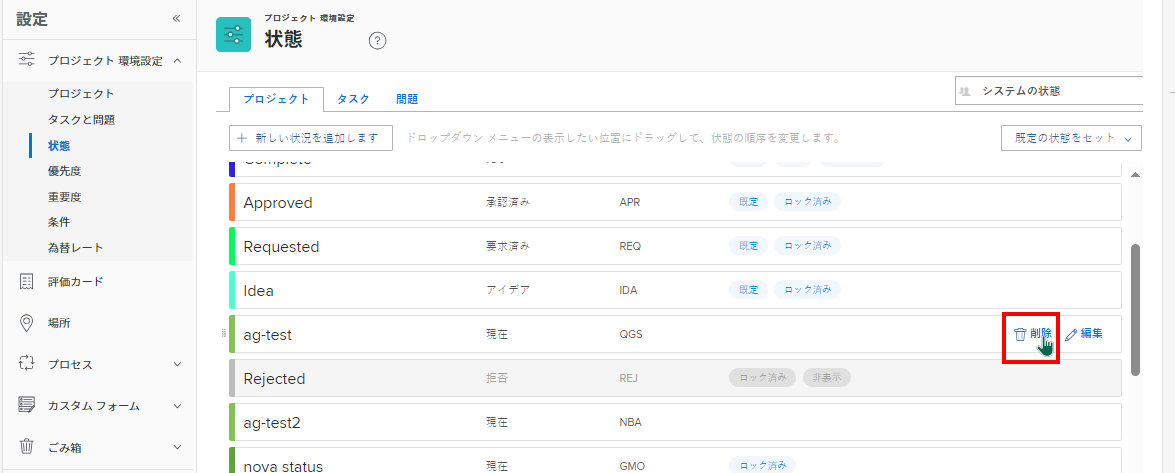 設定
プロジェクト 環境設定
プロジェクト
タスクと問題
状態
優先度
重要度
条件
為替レート
評価カード
場所
プロセス
カスタム フォーム
ごみ箱
プロジェクト 環境設定
状態
?
システムの状態
プロジェクト タスク 問題
+ 新しい状況を追加します ドロップダウン メニューの表示したい位置にドラッグして、状態の順序を変更します。 既定の状態をセット
Complete
Approved 承認済み APR 既定 ロック済み
Requested 要求済み REQ 既定 ロック済み
Idea アイデア IDA 既定 ロック済み
ag-test 現在 QGS 削除 編集
Rejected 拒否 REJ ロック済み 非表示
ag-test2 現在 NBA
nova status 現在 GMO ロック済み